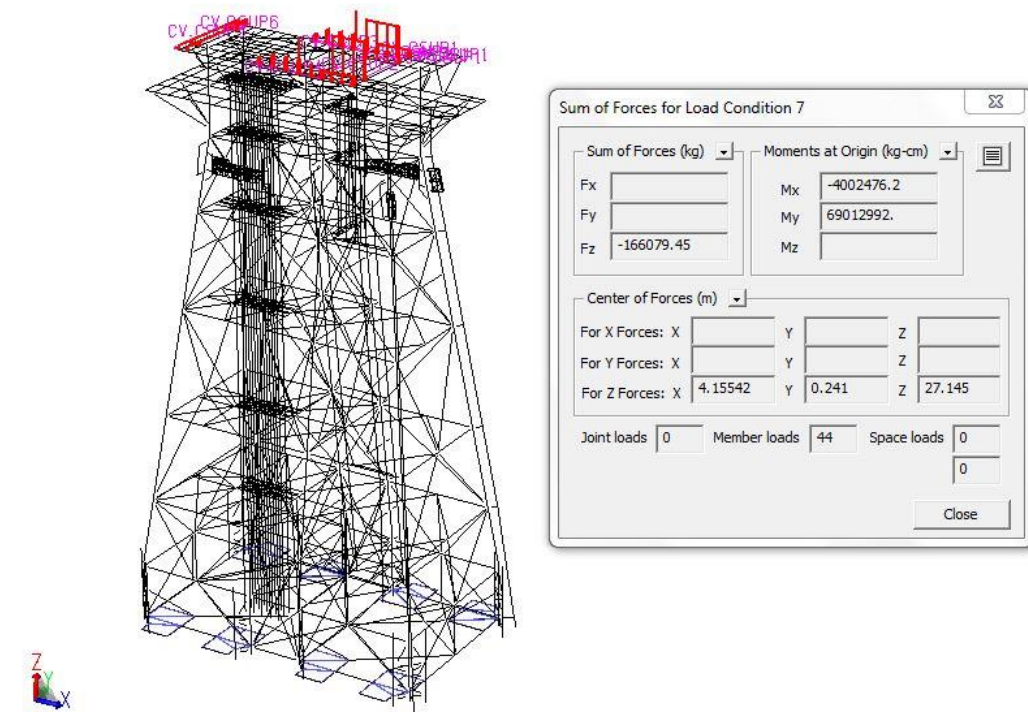 CV.CSUP6
Sum of Forces for Load Condition 7
Sum of Forces (kg)
Moments at Origin (kg-cm)
Fx
Mx -4002476.2
Fy
My 69012992.
Fz -166079.45
Mz
Center of Forces (m)
For X Forces: X Y Z
For Y Forces: X Y Z
For Z Forces: X 4.15542 Y 0.241 Z 27.145
Joint loads 0 Member loads 44 Space loads 0
0
Close
Z
Y
X